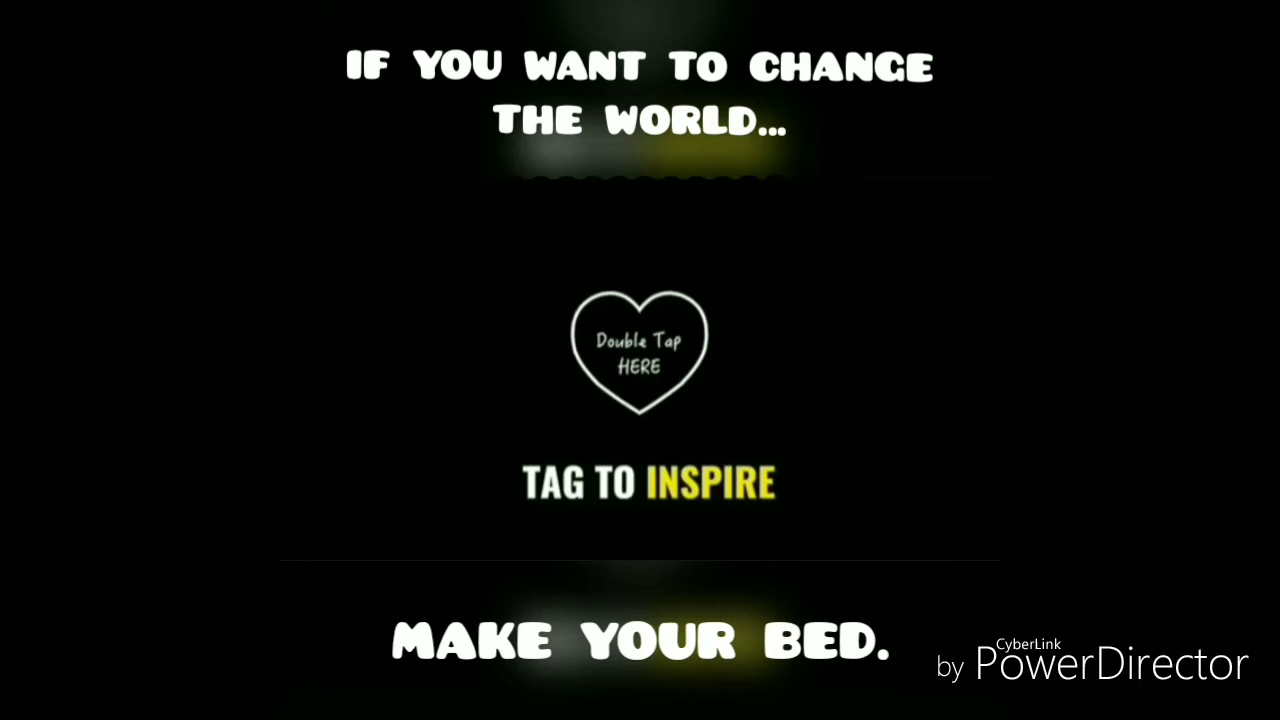 IF YOU WANT TO CHANGE
THE WORLD...
Double Tap
HERE
TAG TO INSPIRE
MAKE YOUR BED.
CyberLink
by PowerDirector